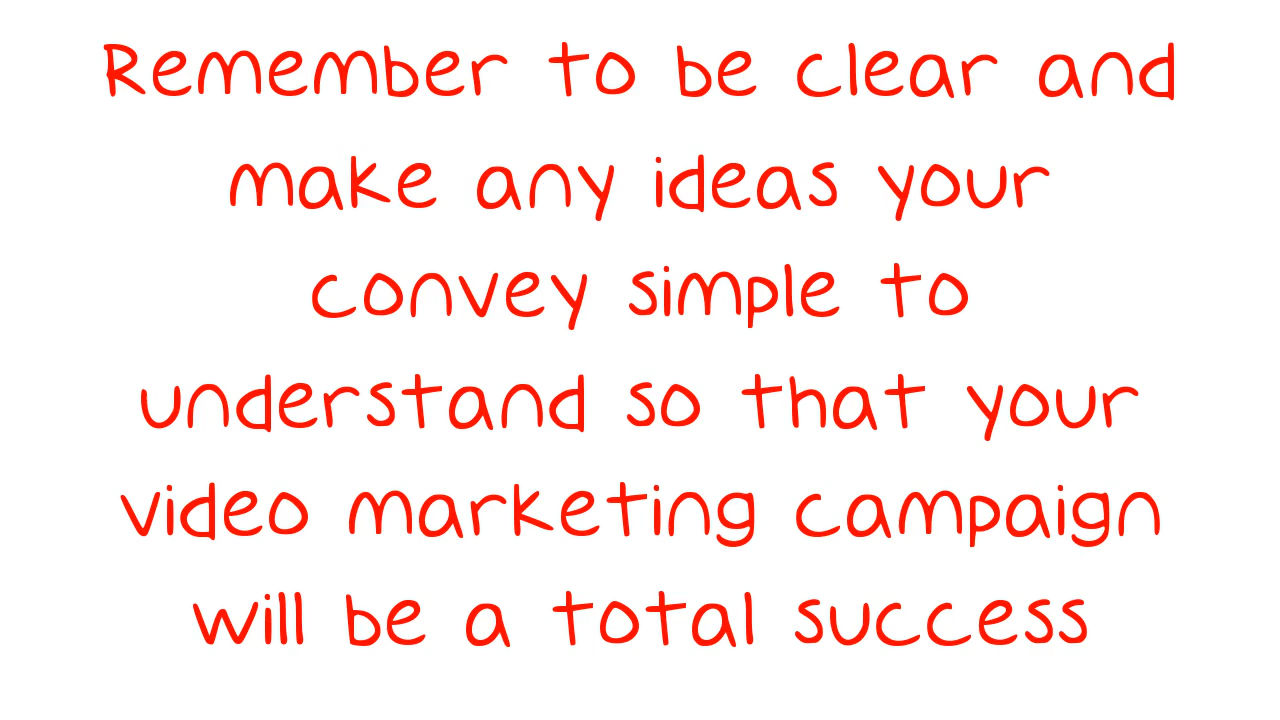 Remember to be clear and
make any ideas your
convey simple to
understand so that your
video marketing campaign
will be a total success